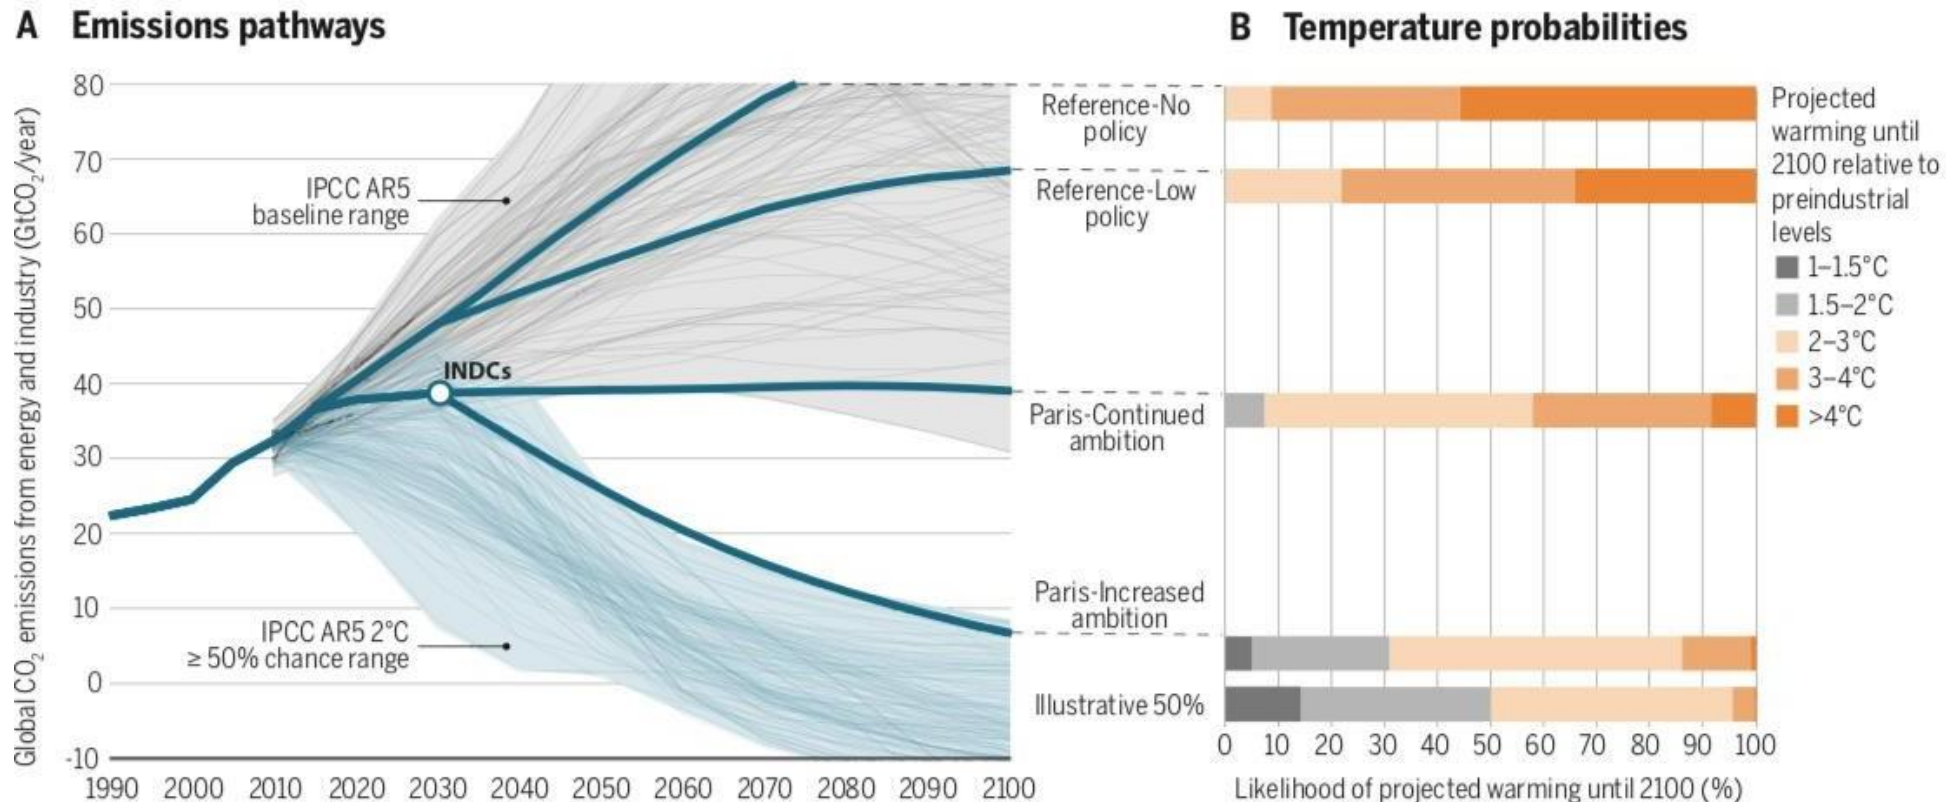 A Emissions pathways
Global CO₂ emissions from energy and industry (GtCO₂/year)
80
70
60
50
40
30
20
10
0
-10
IPCC AR5
baseline range
INDCs
IPCC AR5 2°C
≥ 50% chance range
1990 2000 2010 2020 2030 2040 2050 2060 2070 2080 2090 2100
Reference-No
policy
Reference-Low
policy
Paris-Continued
ambition
Paris-Increased
ambition
Illustrative 50%
B Temperature probabilities
0 10 20 30 40 50 60 70 80 90 100
Likelihood of projected warming until 2100 (%)
Projected
warming until
2100 relative to
preindustrial
levels
1–1.5°C
1.5–2°C
2–3°C
3–4°C
>4°C